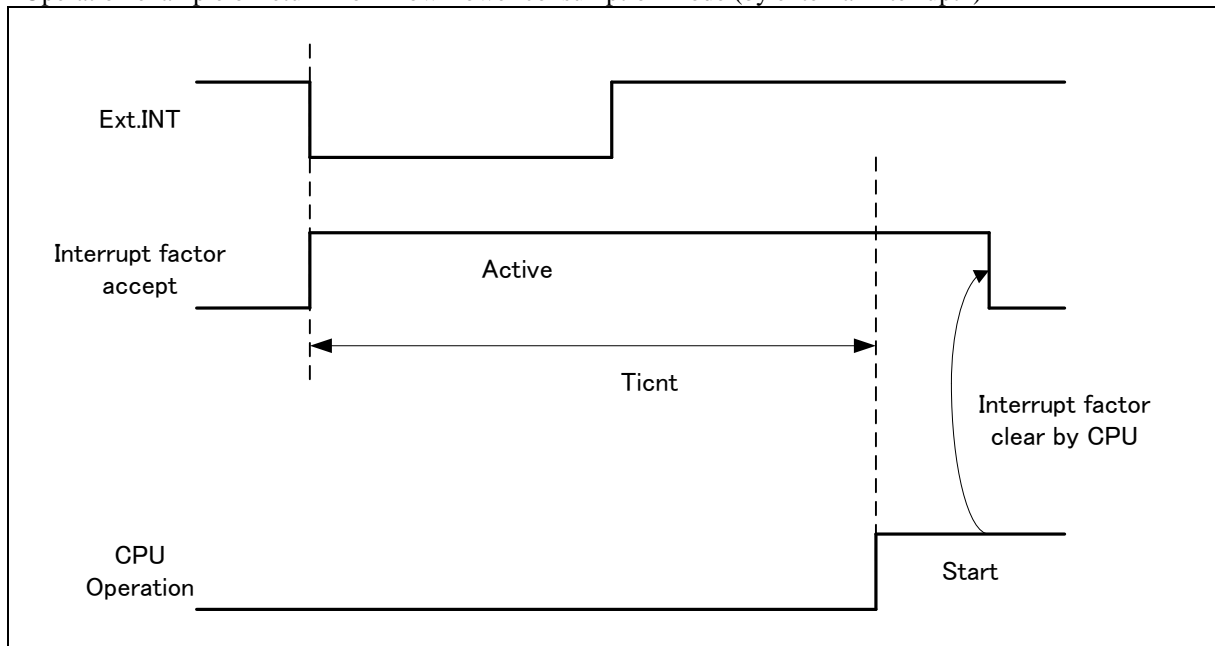 Ext.INT
Interrupt factor
accept
Active
Ticnt
Interrupt factor
clear by CPU
CPU
Operation
Start